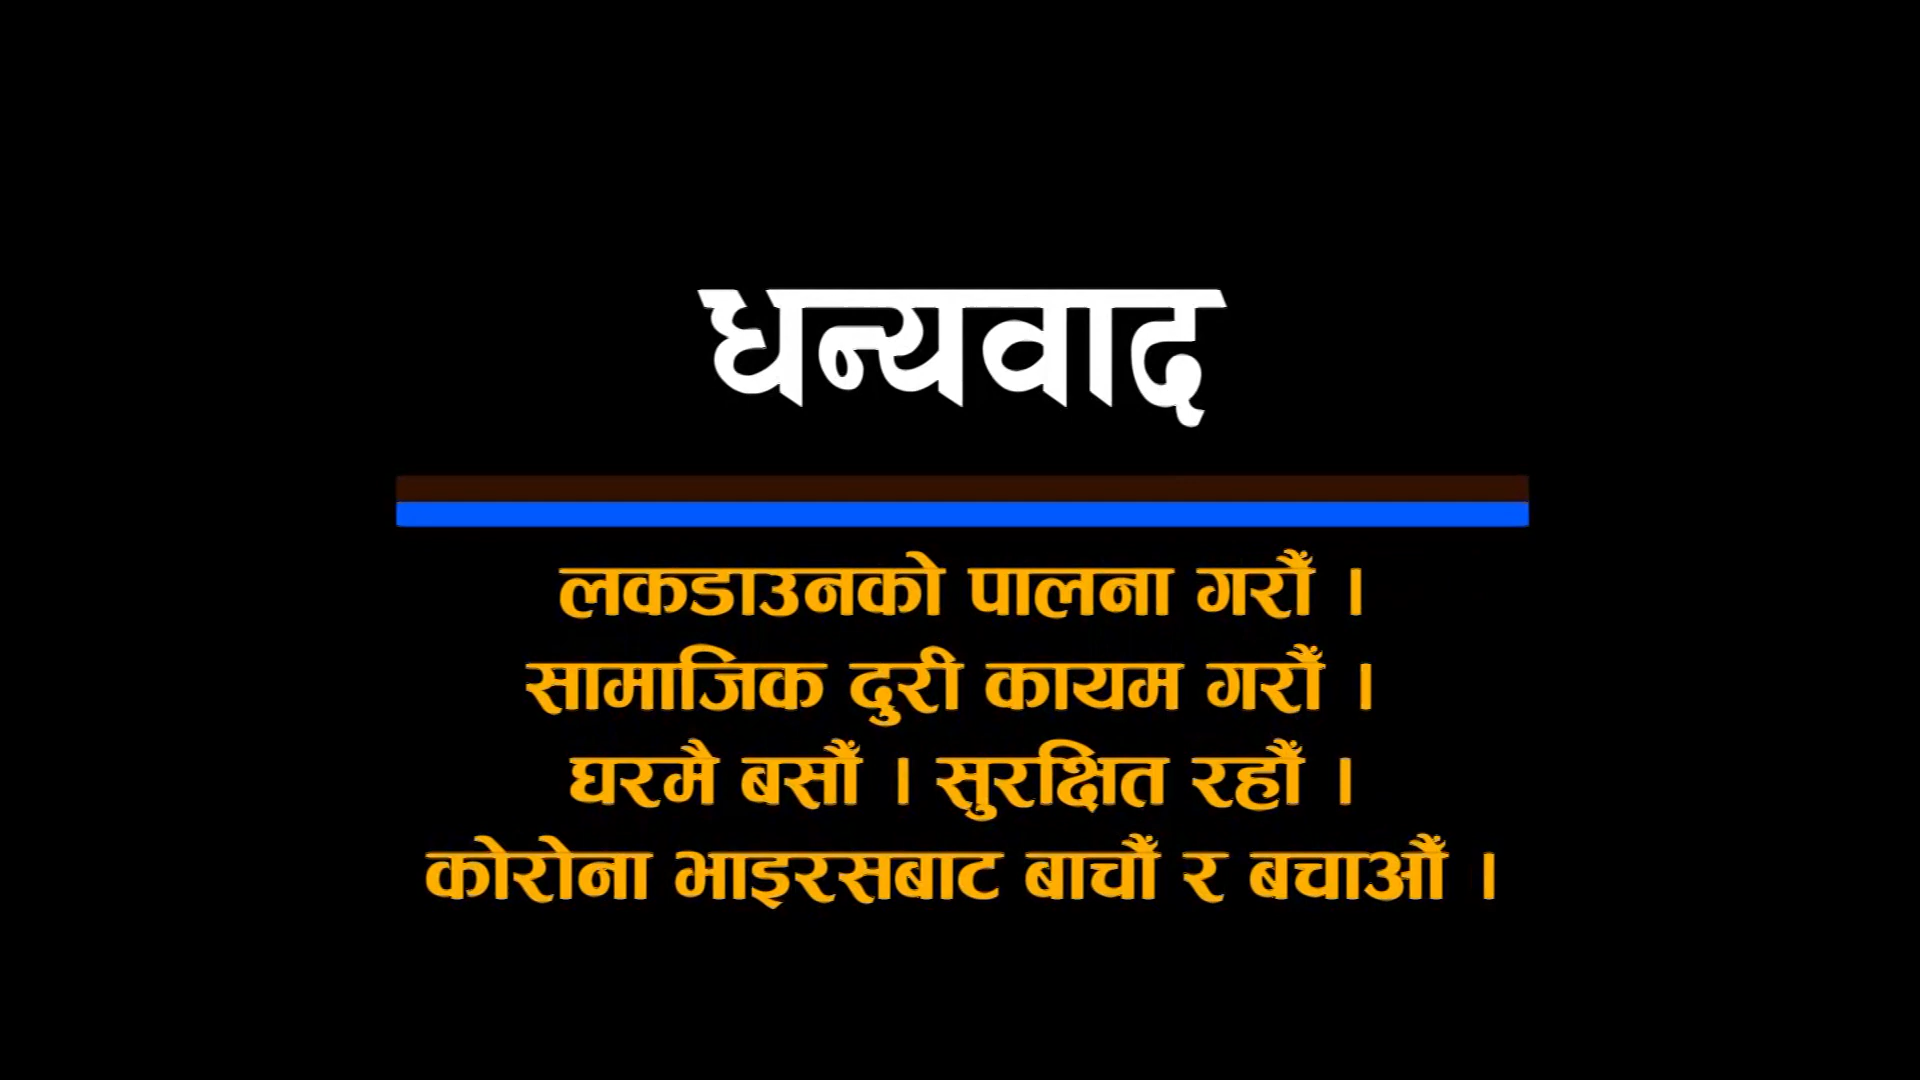 धन्यवाद
लकडाउनको पालना गरौँ ।
सामाजिक दुरी कायम गरौँ ।
घरमै बसौँ । सुरक्षित रहौँ ।
कोरोना भाइरसबाट बाचौँ र बचाऔँ ।